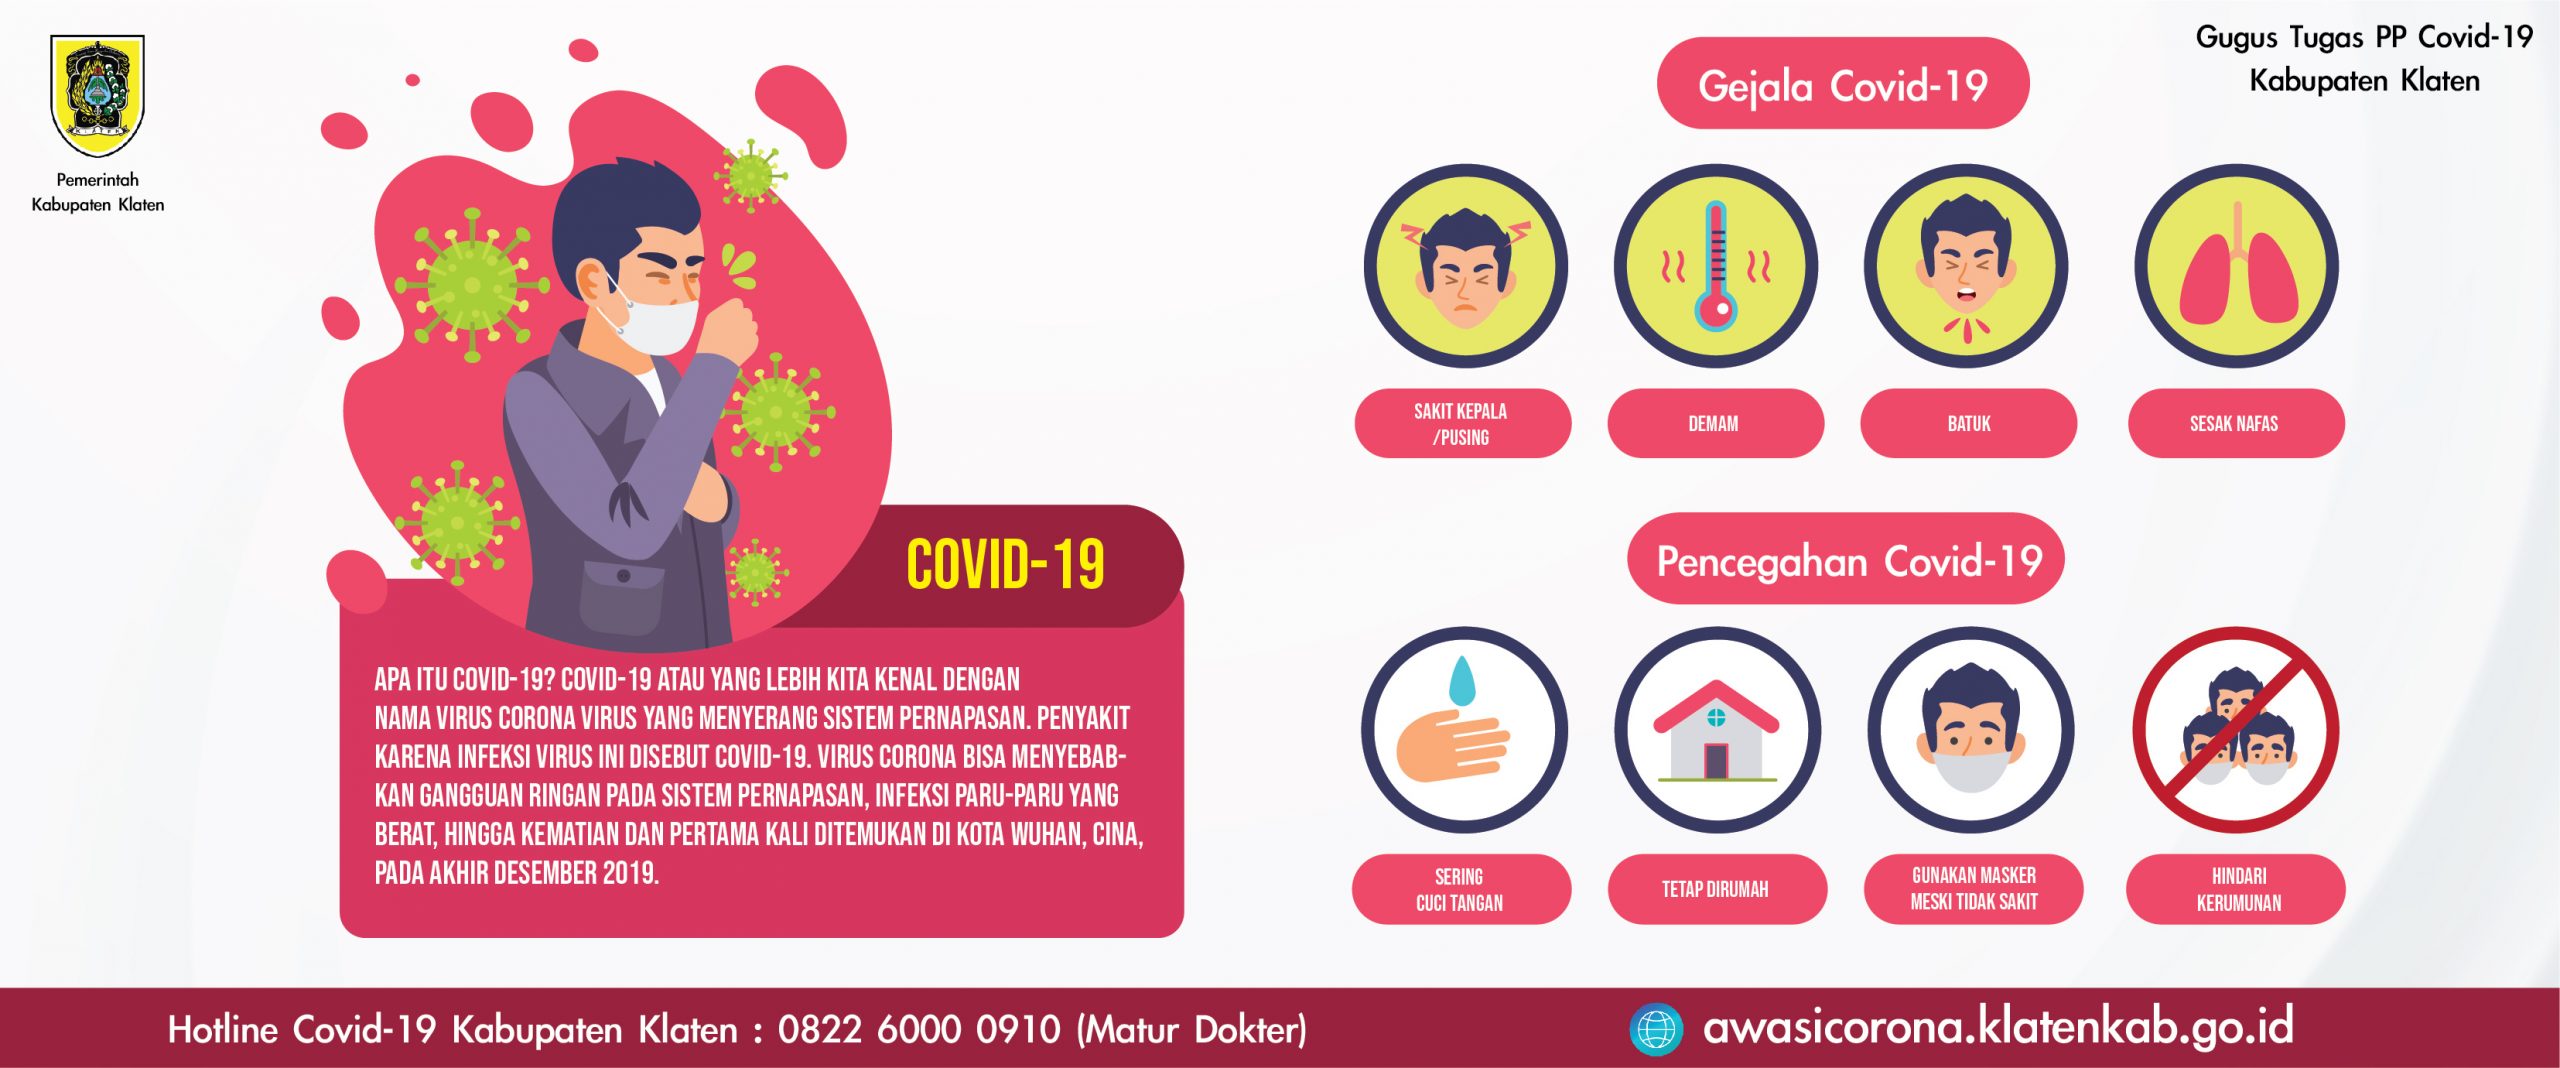 Pemerintah
Kabupaten Klaten
Gugus Tugas PP Covid-19
Kabupaten Klaten
COVID-19
APA ITU COVID-19? COVID-19 ATAU YANG LEBIH KITA KENAL DENGAN
NAMA VIRUS CORONA VIRUS YANG MENYERANG SISTEM PERNAPASAN. PENYAKIT
KARENA INFEKSI VIRUS INI DISEBUT COVID-19. VIRUS CORONA BISA MENYEBAB-
KAN GANGGUAN RINGAN PADA SISTEM PERNAPASAN, INFEKSI PARU-PARU YANG
BERAT, HINGGA KEMATIAN DAN PERTAMA KALI DITEMUKAN DI KOTA WUHAN, CINA,
PADA AKHIR DESEMBER 2019.
Gejala Covid-19
SAKIT KEPALA
/PUSING
DEMAM
BATUK
SESAK NAFAS
Pencegahan Covid-19
SERING
CUCI TANGAN
TETAP DIRUMAH
GUNAKAN MASKER
MESKI TIDAK SAKIT
HINDARI
KERUMUNAN
Hotline Covid-19 Kabupaten Klaten : 0822 6000 0910 (Matur Dokter)
awasicorona.klatenkab.go.id